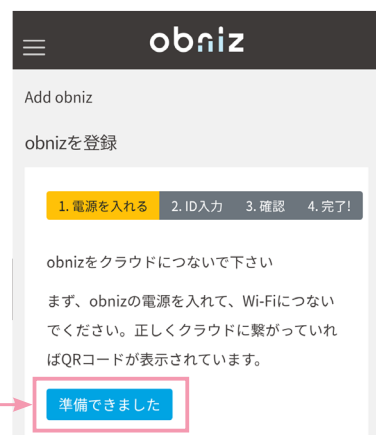 obniz
Add obniz
obnizを登録
1. 電源を入れる 2. ID入力 3. 確認 4. 完了!
obnizをクラウドにつないで下さい
まず、obnizの電源を入れて、Wi-Fiにつない
でください。正しくクラウドに繋がっていれ
ばQRコードが表示されています。
準備できました